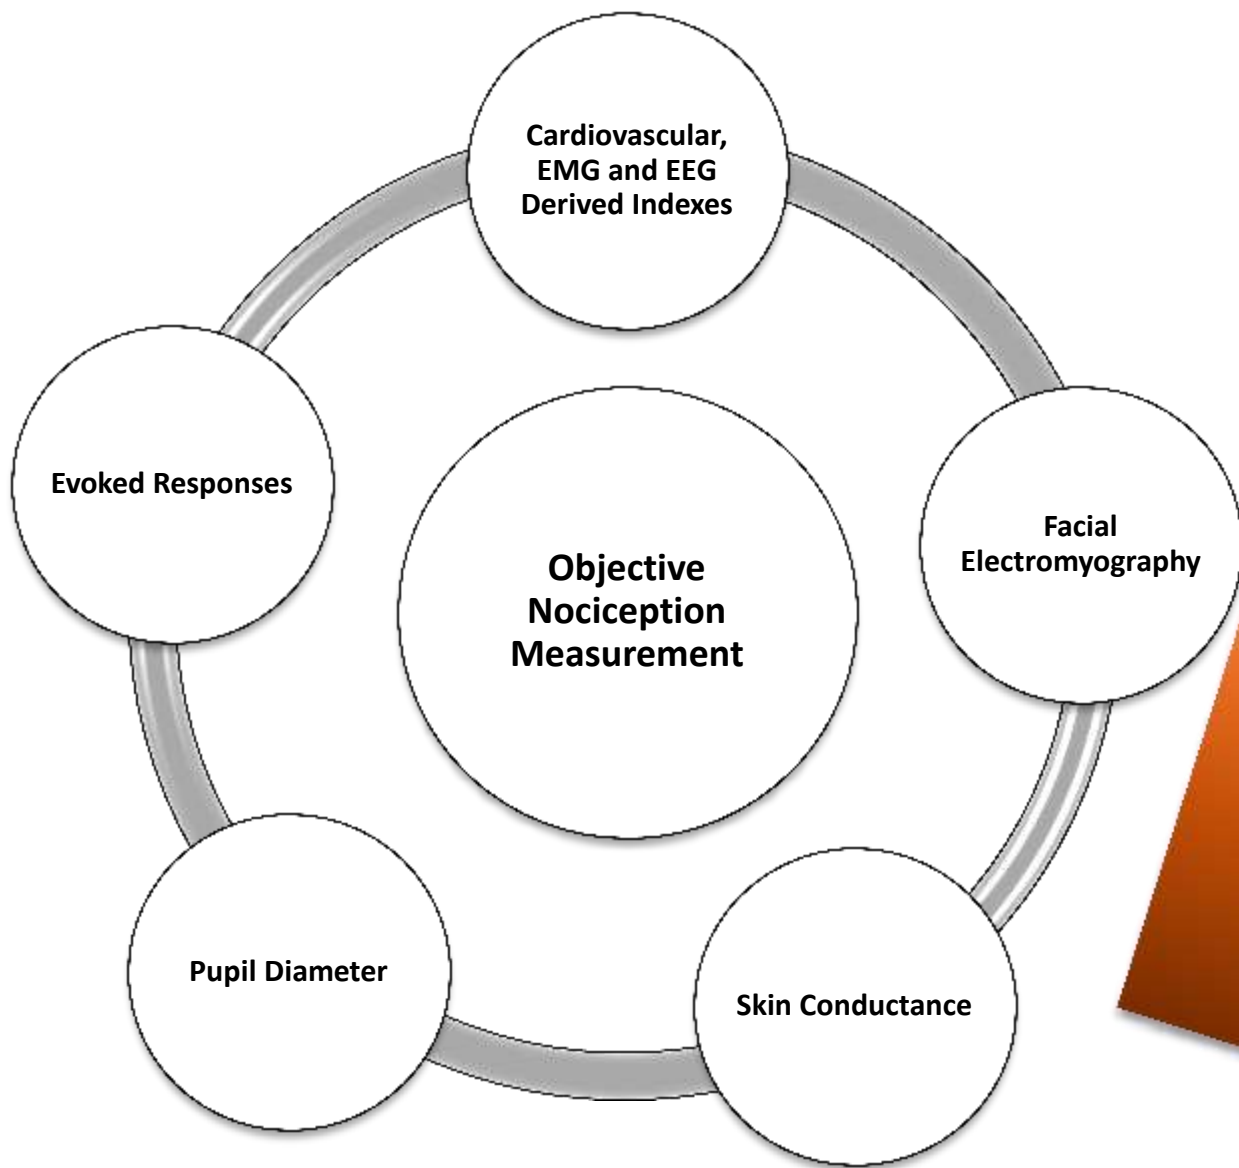 Cardiovascular,
EMG and EEG
Derived Indexes
Evoked Responses
Facial
Electromyography
Objective
Nociception
Measurement
Pupil Diameter
Skin Conductance